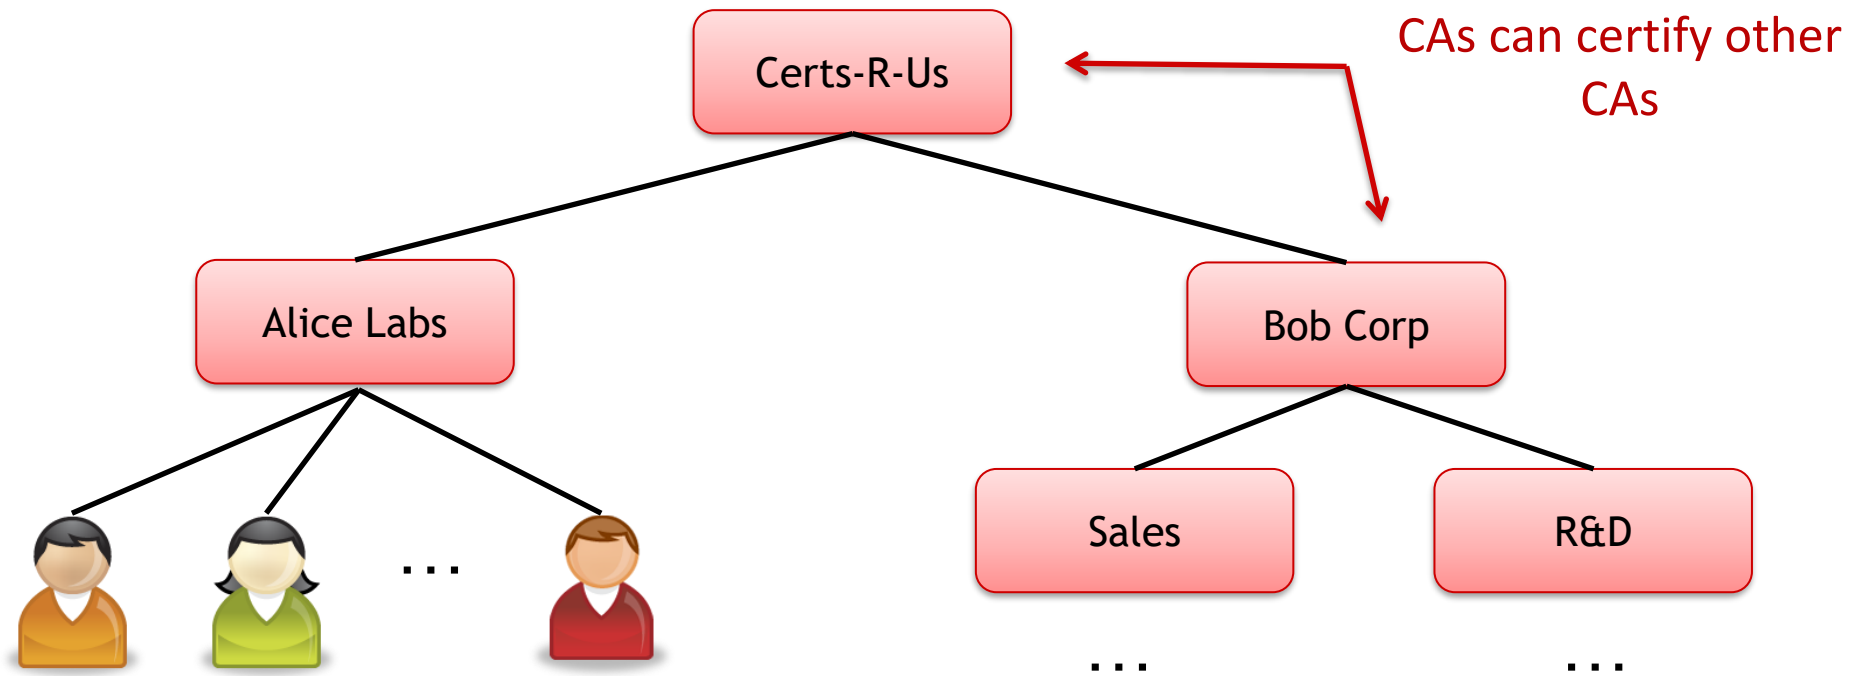 CAs can certify other
CAs
Certs-R-Us
Alice Labs
Bob Corp
Sales
R&D
...
...
...